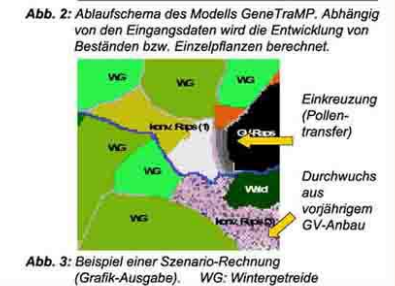 Abb. 2: Ablaufschema des Modells GeneTraMP. Abhängig
von den Eingangsdaten wird die Entwicklung von
Beständen bzw. Einzelpflanzen berechnet.
WG
WG
WG
konv. Raps (1)
GV-Raps
WG
WG
Wald
WG
konv. Raps (2)
Einkreuzung
(Pollen-
transfer)
Durchwuchs
aus
vorjährigem
GV-Anbau
Abb. 3: Beispiel einer Szenario-Rechnung
(Grafik-Ausgabe). WG: Wintergetreide